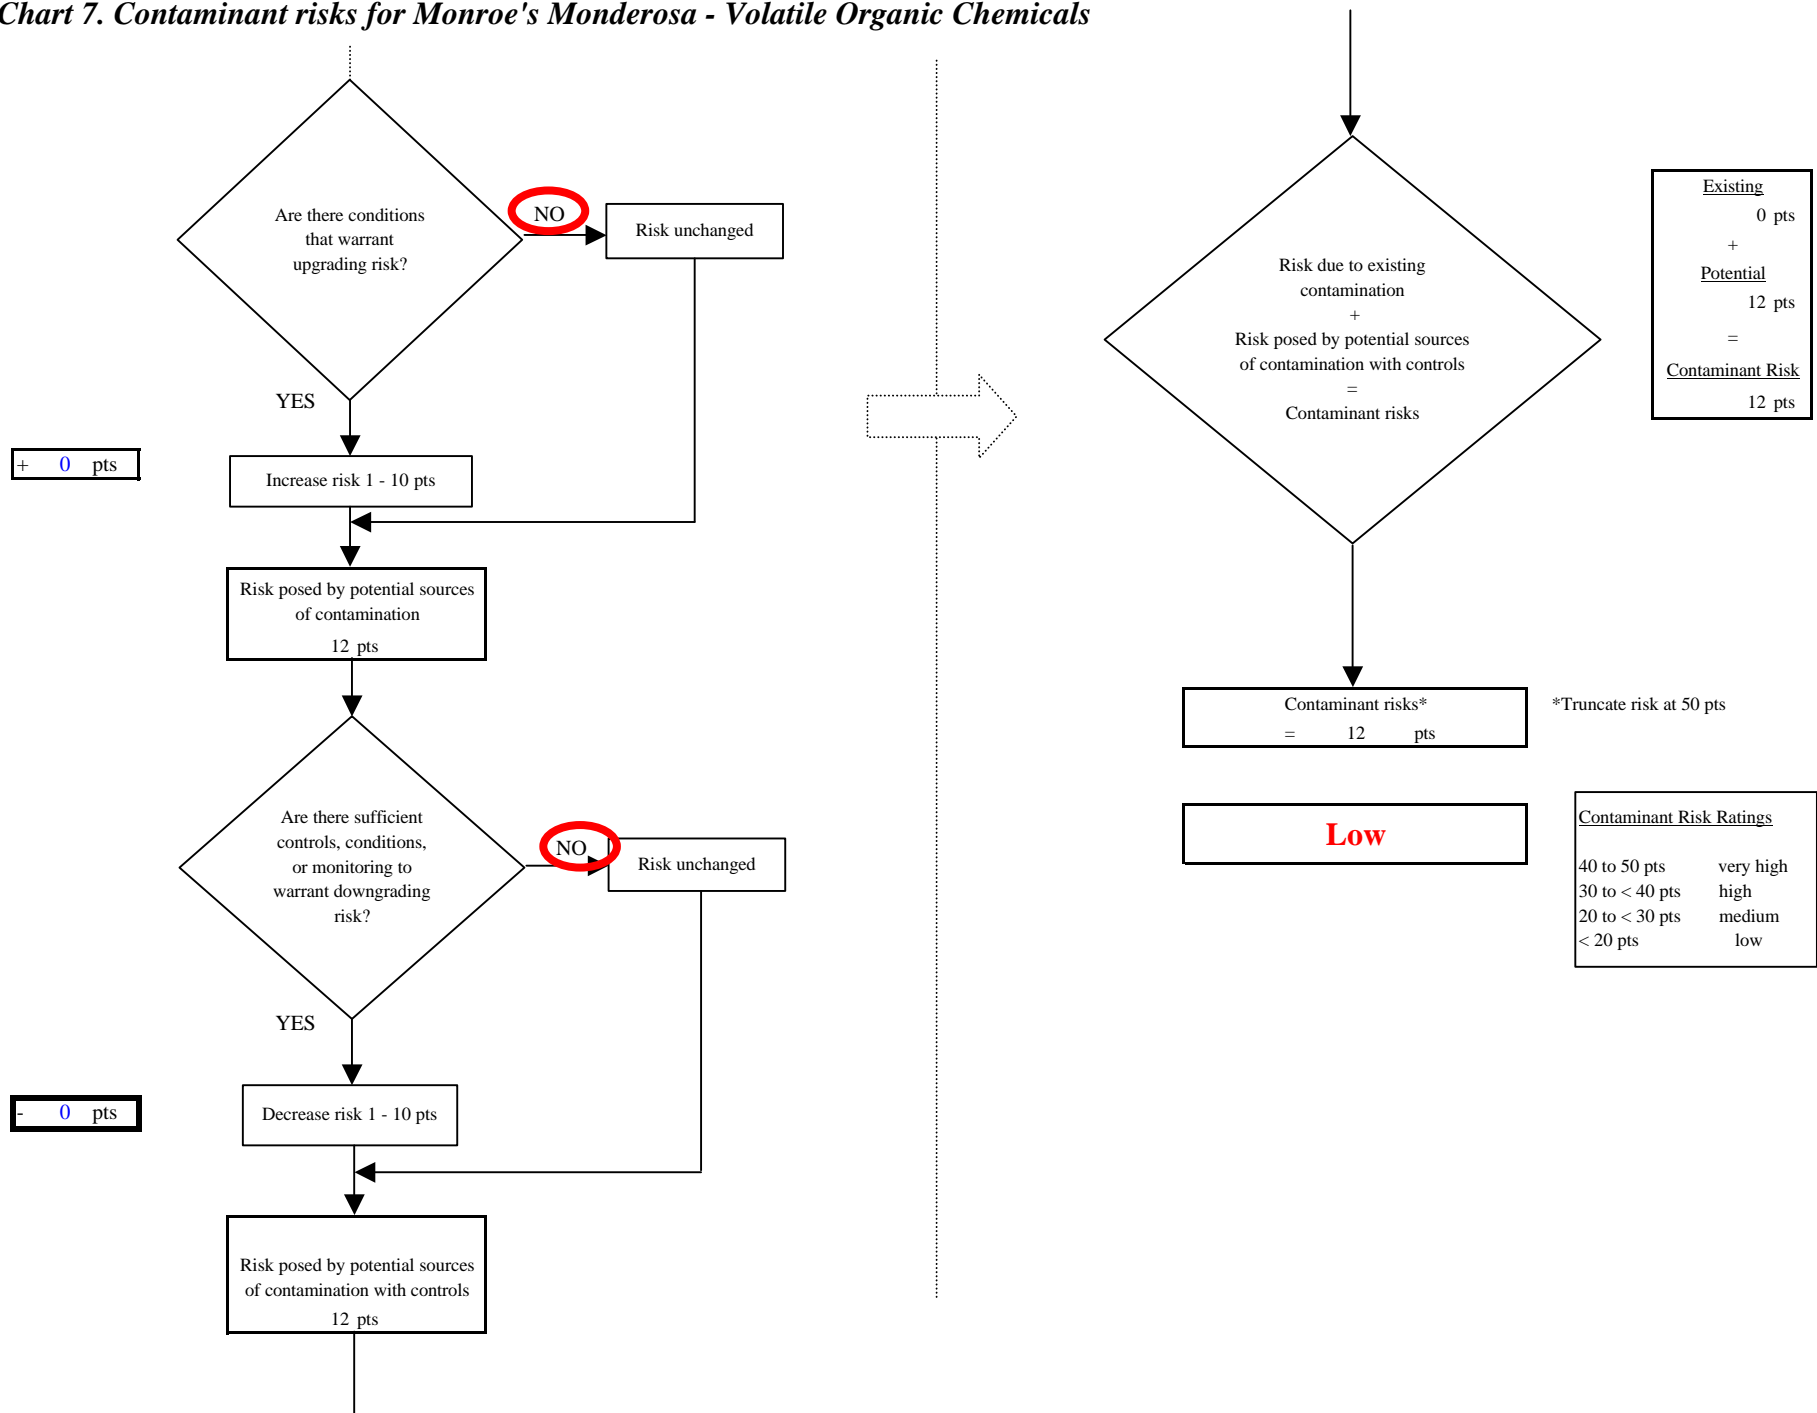 Chart 7. Contaminant risks for Monroe's Monderosa - Volatile Organic Chemicals
Are there conditions
that warrant
upgrading risk?
NO
Risk unchanged
YES
+ 0 pts
Increase risk 1 - 10 pts
Risk posed by potential sources
of contamination
12 pts
Are there sufficient
controls, conditions,
or monitoring to
warrant downgrading
risk?
NO
Risk unchanged
YES
- 0 pts
Decrease risk 1 - 10 pts
Risk posed by potential sources
of contamination with controls
12 pts
Risk due to existing
contamination
+
Risk posed by potential sources
of contamination with controls
=
Contaminant risks
Existing
0 pts
+
Potential
12 pts
=
Contaminant Risk
12 pts
Contaminant risks*
= 12 pts
*Truncate risk at 50 pts
Low
Contaminant Risk Ratings
40 to 50 pts very high
30 to < 40 pts high
20 to < 30 pts medium
< 20 pts low